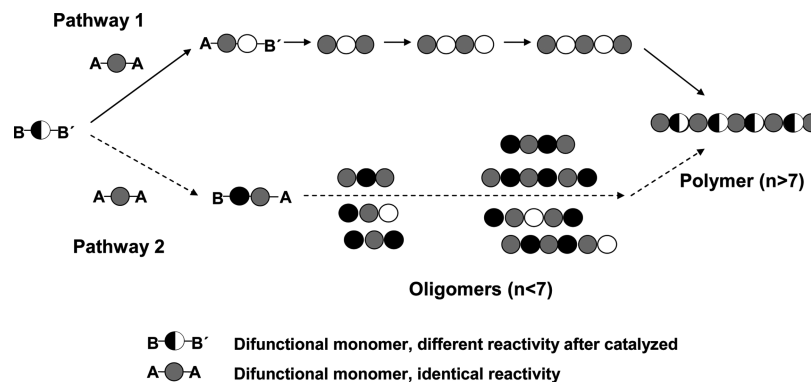 Pathway 1
A A
A B´
B B´
A A
B A
Pathway 2
Polymer (n>7)
Oligomers (n<7)
B B´ Difunctional monomer, different reactivity after catalyzed
A A Difunctional monomer, identical reactivity